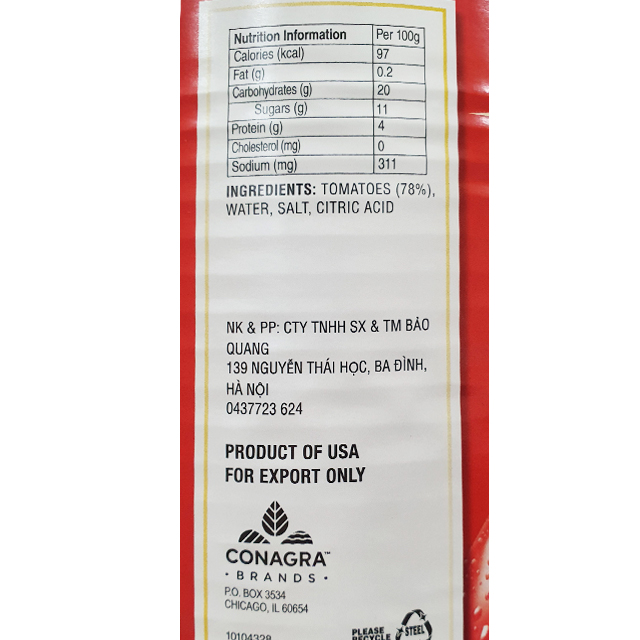 Nutrition Information Per 100g
Calories (kcal) 97
Fat (g) 0.2
Carbohydrates (g) 20
Sugars (g) 11
Protein (g) 4
Cholesterol (mg) 0
Sodium (mg) 311
INGREDIENTS: TOMATOES (78%),
WATER, SALT, CITRIC ACID
NK & PP: CTY TNHH SX & TM BẢO
QUANG
139 NGUYỄN THÁI HỌC, BA ĐÌNH,
HÀ NỘI
0437723 624
PRODUCT OF USA
FOR EXPORT ONLY
CONAGRA™
• BRANDS •
P.O. BOX 3534
CHICAGO, IL 60654
10104328
PLEASE
RECYCLE
STEEL